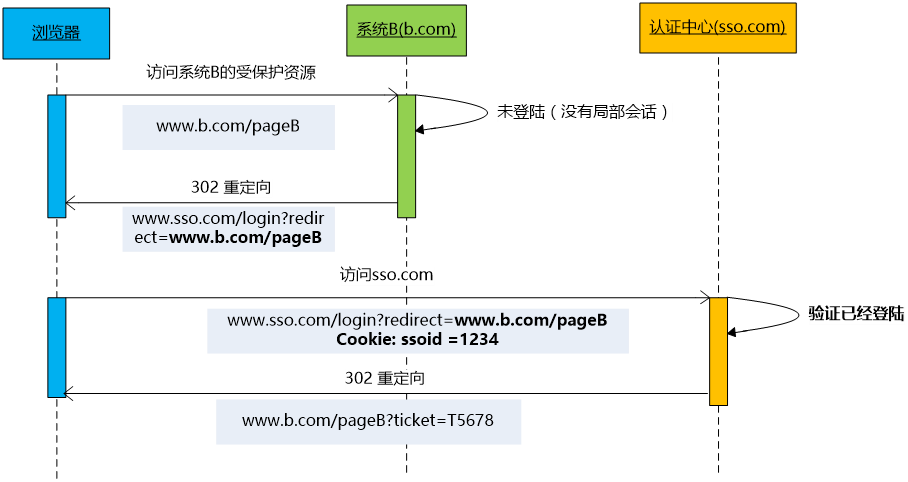 浏览器
系统B(b.com)
认证中心(sso.com)
访问系统B的受保护资源
www.b.com/pageB
未登陆（没有局部会话）
302 重定向
www.sso.com/login?redir
ect=www.b.com/pageB
访问sso.com
www.sso.com/login?redirect=www.b.com/pageB
Cookie: ssoid =1234
验证已经登陆
302 重定向
www.b.com/pageB?ticket=T5678